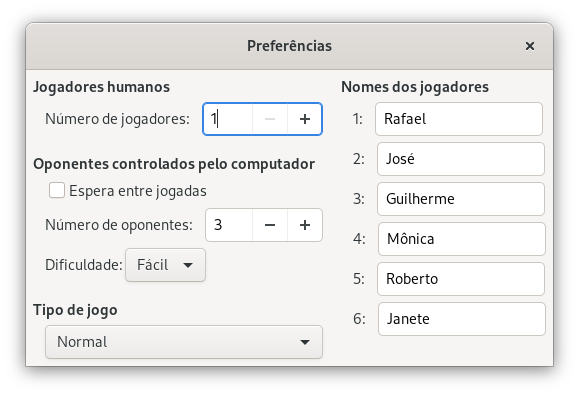 Preferências
Jogadores humanos
Número de jogadores: 1
Oponentes controlados pelo computador
Espera entre jogadas
Número de oponentes: 3
Dificuldade: Fácil
Tipo de jogo
Normal
Nomes dos jogadores
1: Rafael
2: José
3: Guilherme
4: Mônica
5: Roberto
6: Janete